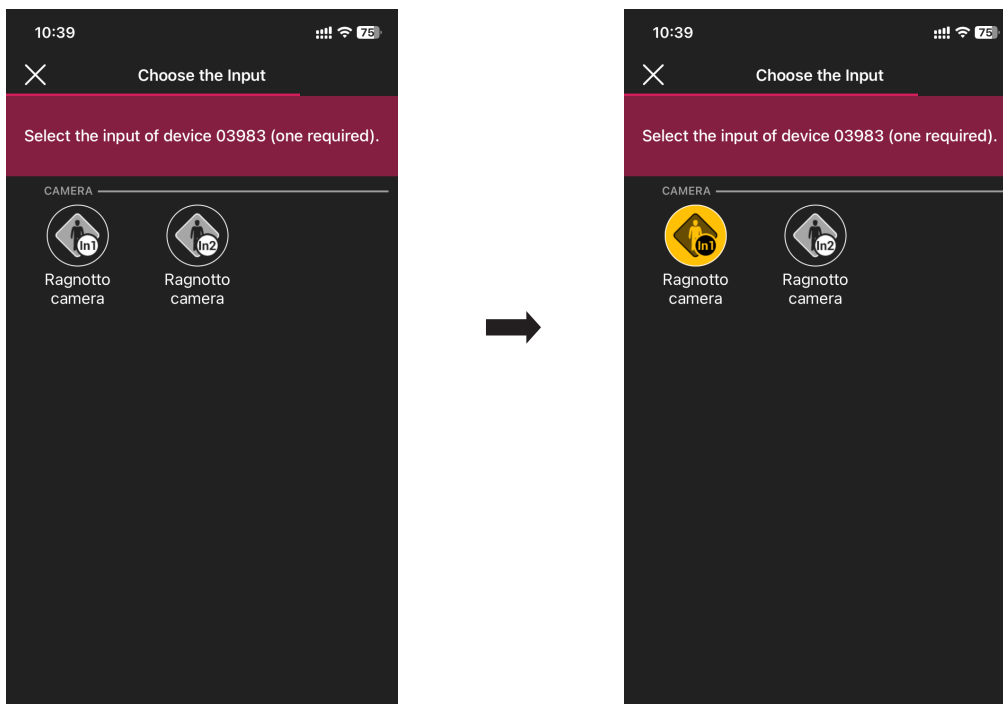 10:39
75
Choose the Input
Select the input of device 03983 (one required).
CAMERA
In1
In2
Ragnotto
camera
Ragnotto
camera
10:39
75
Choose the Input
Select the input of device 03983 (one required).
CAMERA
In1
In2
Ragnotto
camera
Ragnotto
camera